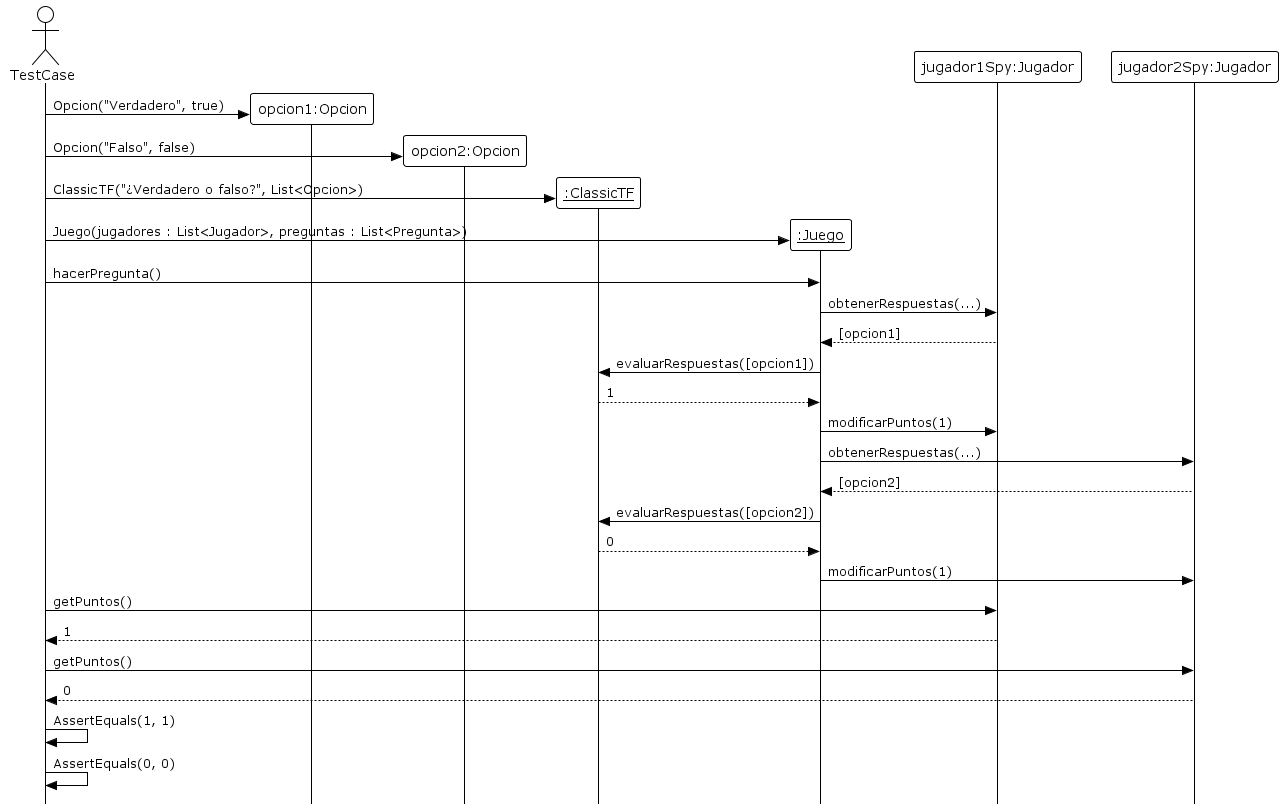 TestCase
jugador1Spy:Jugador
jugador2Spy:Jugador
Opcion("Verdadero", true)
opcion1:Opcion
Opcion("Falso", false)
opcion2:Opcion
ClassicTF("¿Verdadero o falso?", List<Opcion>)
:ClassicTF
Juego(jugadores : List<Jugador>, preguntas : List<Pregunta>)
:Juego
hacerPregunta()
obtenerRespuestas(...)
[opcion1]
evaluarRespuestas([opcion1])
1
modificarPuntos(1)
obtenerRespuestas(...)
[opcion2]
evaluarRespuestas([opcion2])
0
modificarPuntos(1)
getPuntos()
1
getPuntos()
0
AssertEquals(1, 1)
AssertEquals(0, 0)